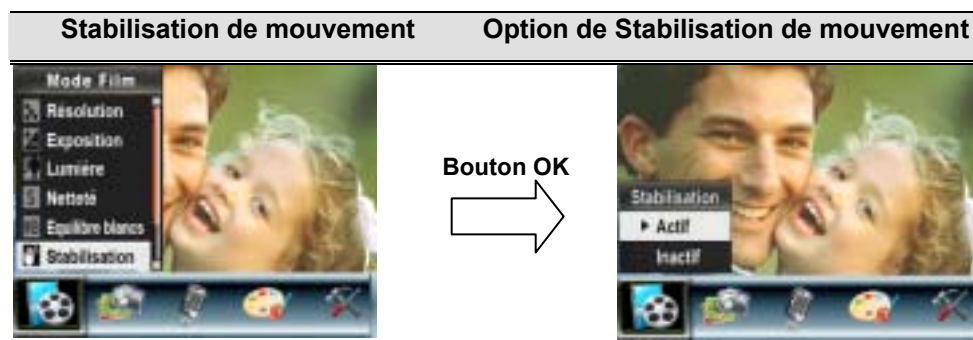 Stabilisation de mouvement
Option de Stabilisation de mouvement
Mode Film
Résolution
Exposition
Lumière
Netteté
Equilibre blancs
Stabilisation
Bouton OK
Stabilisation
Actif
Inactif